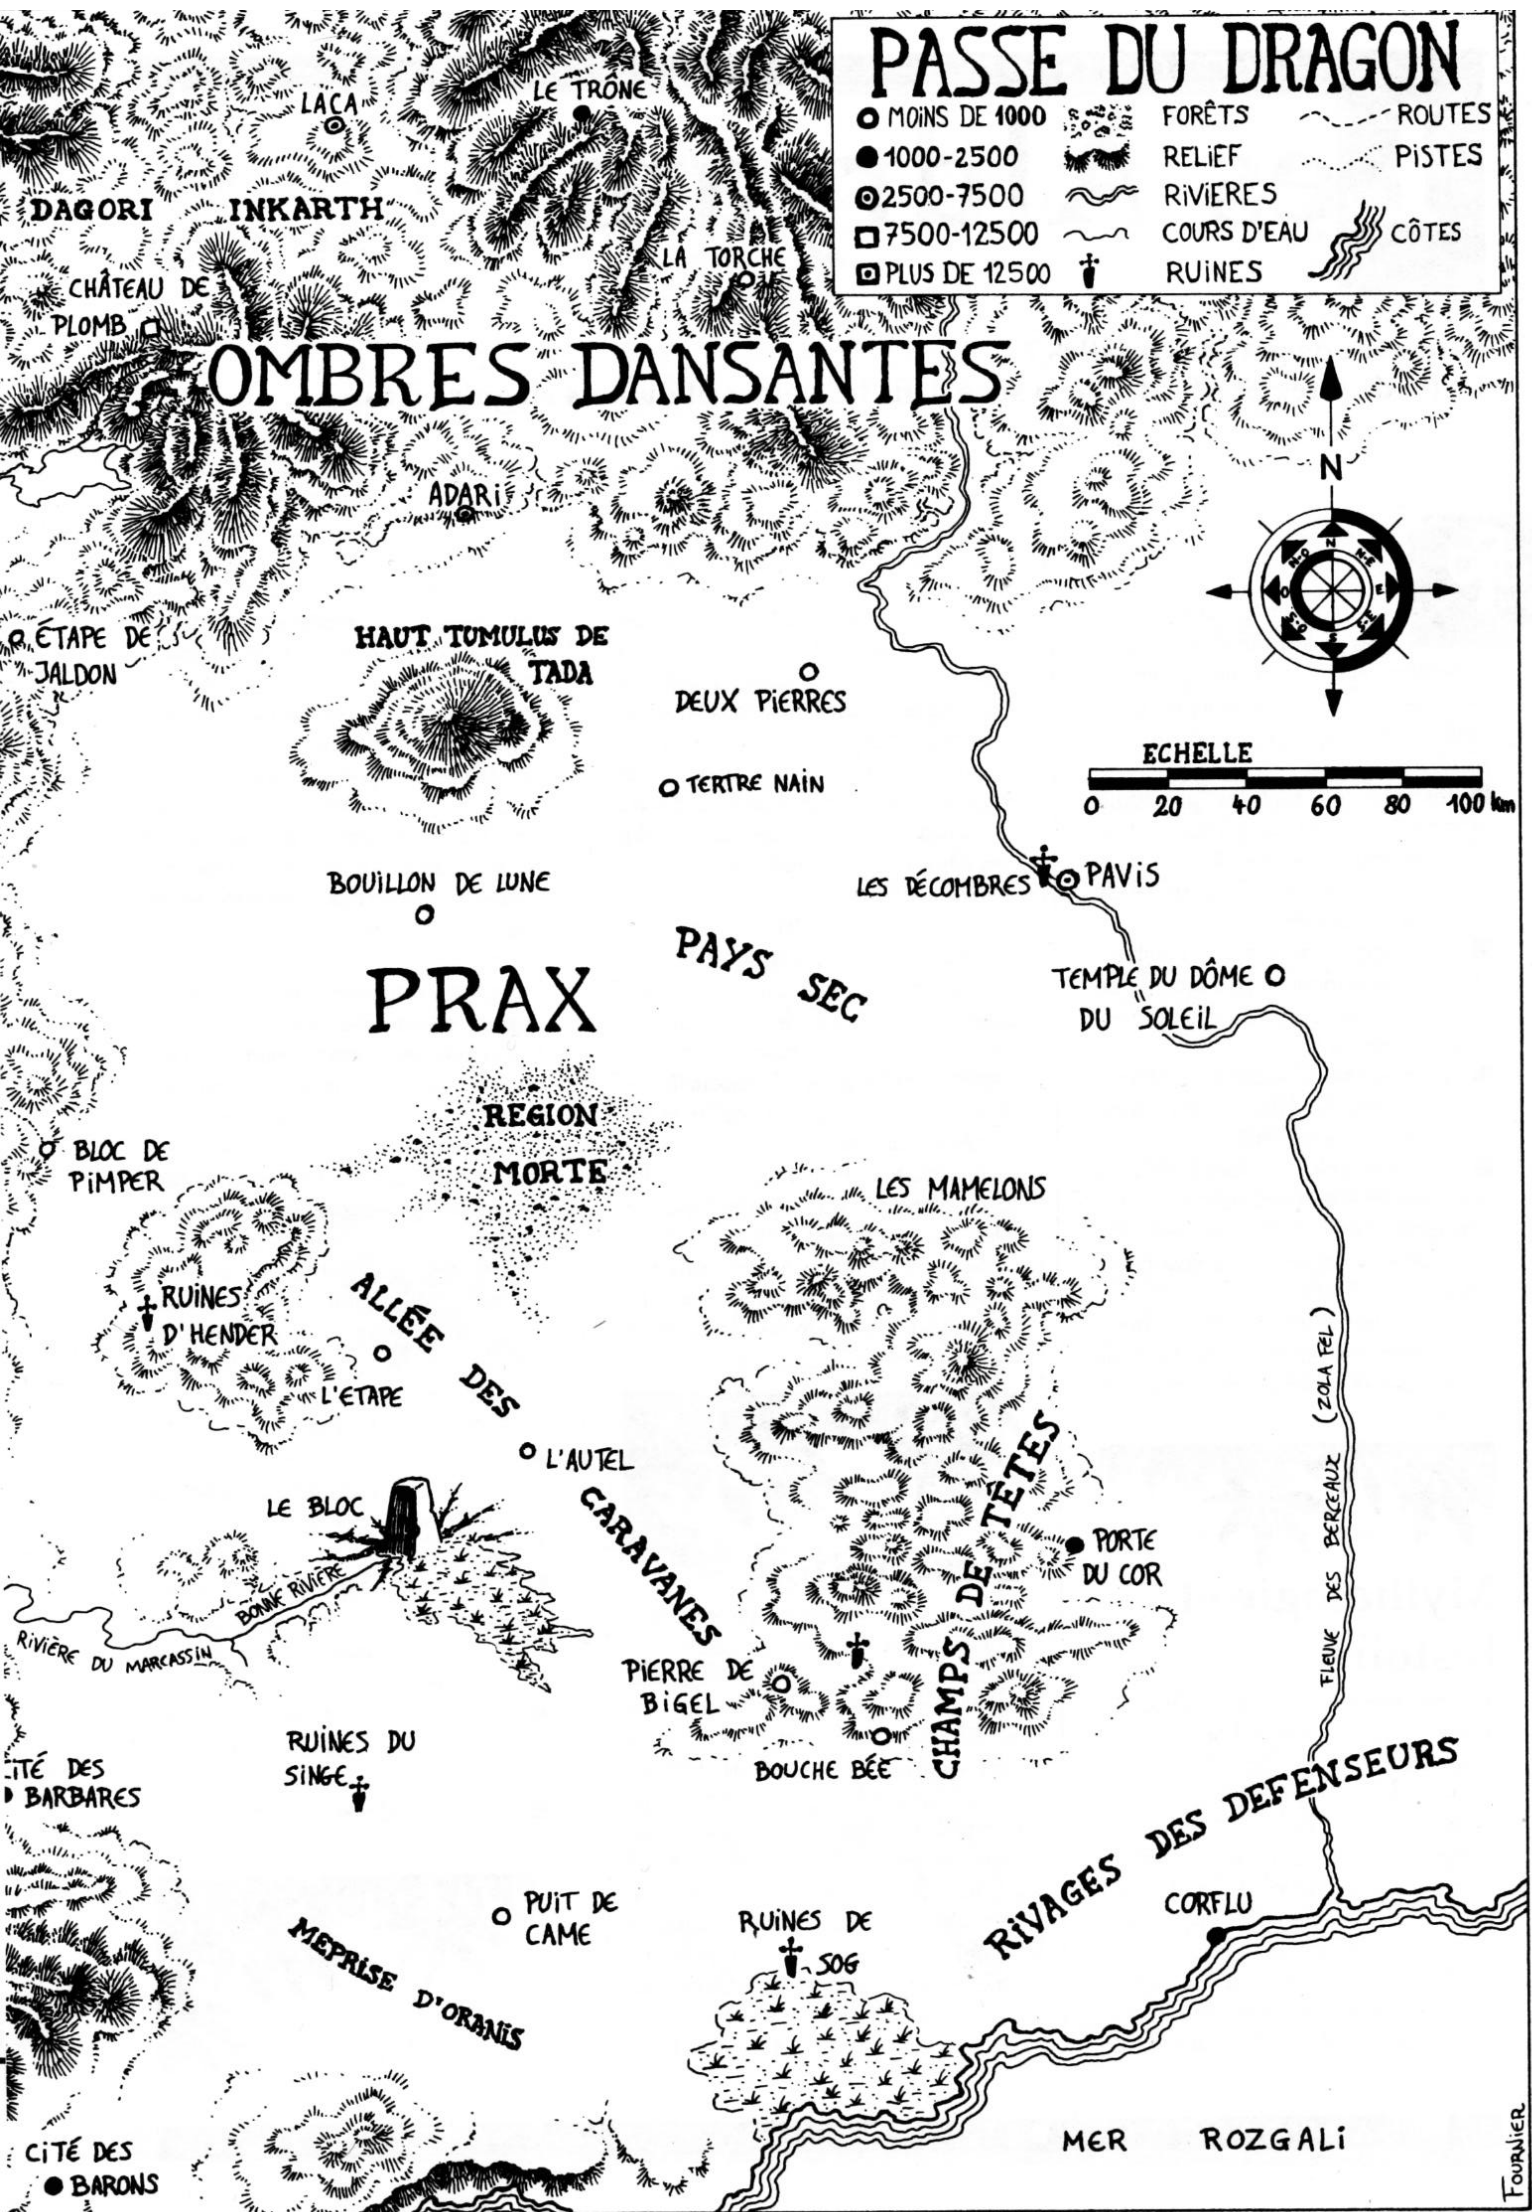 PASSE DU DRAGON
MOINS DE 1000
FORÊTS
ROUTES
1000-2500
RELIEF
PISTES
2500-7500
RIVIERES
7500-12500
COURS D'EAU
CÔTES
PLUS DE 12500
RUINES
LE TRÔNE
LACA
DAGORI INKARTH
LA TORCHE
CHÂTEAU DE
PLOMB
OMBRES DANSANTES
N
ADARI
N
N-E
E
S-E
S
S-O
O
N-O
ÉTAPE DE
JALDON
HAUT TUMULUS DE
TADA
DEUX PIERRES
ECHELLE
0 20 40 60 80 100 km
TERTRE NAIN
BOUILLON DE LUNE
LES DÉCOMBRES
PAVIS
PAYS SEC
PRAX
TEMPLE DU DÔME
DU SOLEIL
REGION
MORTE
BLOC DE
PIMPER
LES MAMELONS
RUINES
D'HENDER
L'ETAPE
ALLÉE DES CARAVANES
L'AUTEL
LE BLOC
BONNE RIVIÈRE
RIVIÈRE DU MARCASSIN
CHAMPS DE TÊTES
PORTE
DU COR
FLEUVE DES BERCEAUX (ZOLA FEL)
PIERRE DE
BIGEL
BOUCHE BÉE
RUINES DU
SINGE
CITÉ DES
BARBARES
RIVAGES DES DEFENSEURS
PUIT DE
CAME
MEPRISE D'ORANIS
RUINES DE
SOG
CORFLU
MER ROZGALI
CITÉ DES
BARONS
FOURNIER